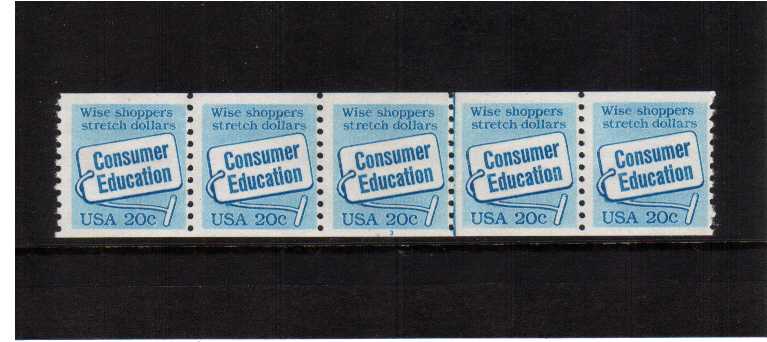 Wise shoppers
stretch dollars
Consumer
Education
USA 20c
Wise shoppers
stretch dollars
Consumer
Education
USA 20c
Wise shoppers
stretch dollars
Consumer
Education
USA 20c
3
Wise shoppers
stretch dollars
Consumer
Education
USA 20c
Wise shoppers
stretch dollars
Consumer
Education
USA 20c